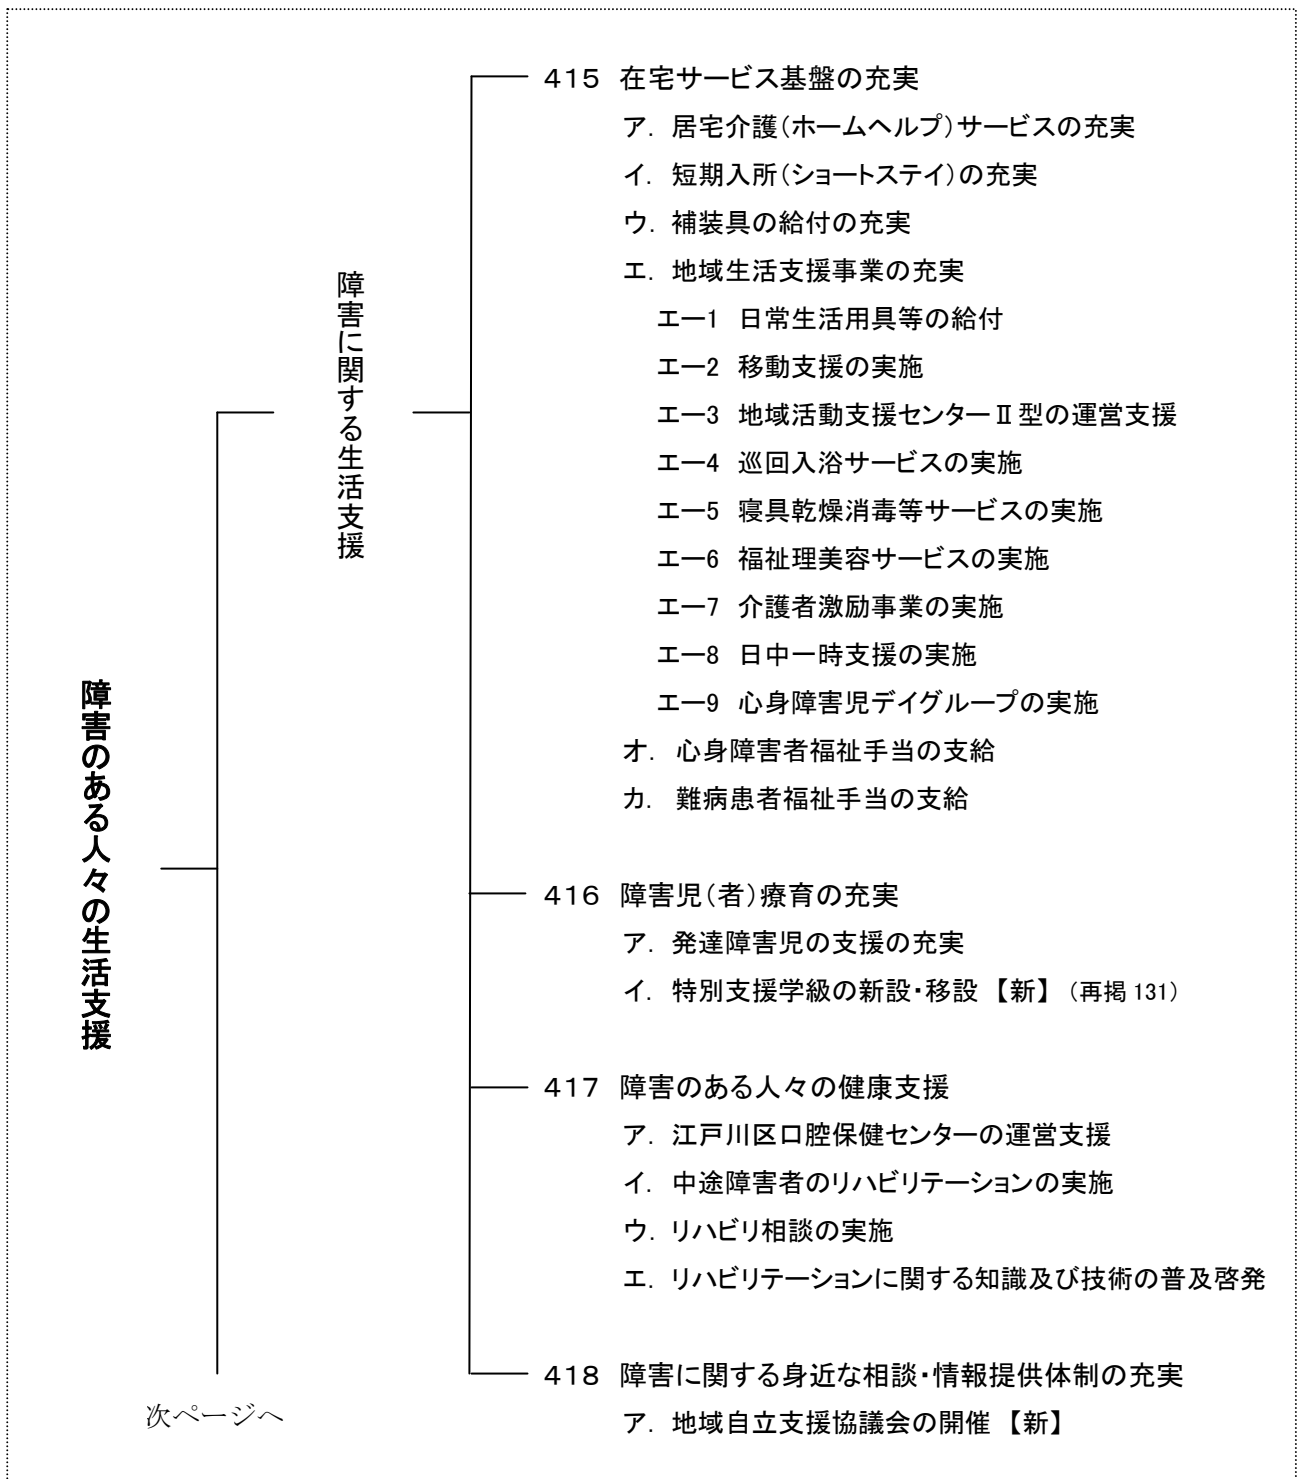 障害のある人々の生活支援
障害に関する生活支援
415 在宅サービス基盤の充実
ア. 居宅介護(ホームヘルプ)サービスの充実
イ. 短期入所(ショートステイ)の充実
ウ. 補装具の給付の充実
エ. 地域生活支援事業の充実
エー1 日常生活用具等の給付
エー2 移動支援の実施
エー3 地域活動支援センターⅡ型の運営支援
エー4 巡回入浴サービスの実施
エー5 寝具乾燥消毒等サービスの実施
エー6 福祉理美容サービスの実施
エー7 介護者激励事業の実施
エー8 日中一時支援の実施
エー9 心身障害児デイグループの実施
オ. 心身障害者福祉手当の支給
カ. 難病患者福祉手当の支給
416 障害児(者)療育の充実
ア. 発達障害児の支援の充実
イ. 特別支援学級の新設・移設 【新】 (再掲 131)
417 障害のある人々の健康支援
ア. 江戸川区口腔保健センターの運営支援
イ. 中途障害者のリハビリテーションの実施
ウ. リハビリ相談の実施
エ. リハビリテーションに関する知識及び技術の普及啓発
418 障害に関する身近な相談・情報提供体制の充実
ア. 地域自立支援協議会の開催 【新】
次ページへ